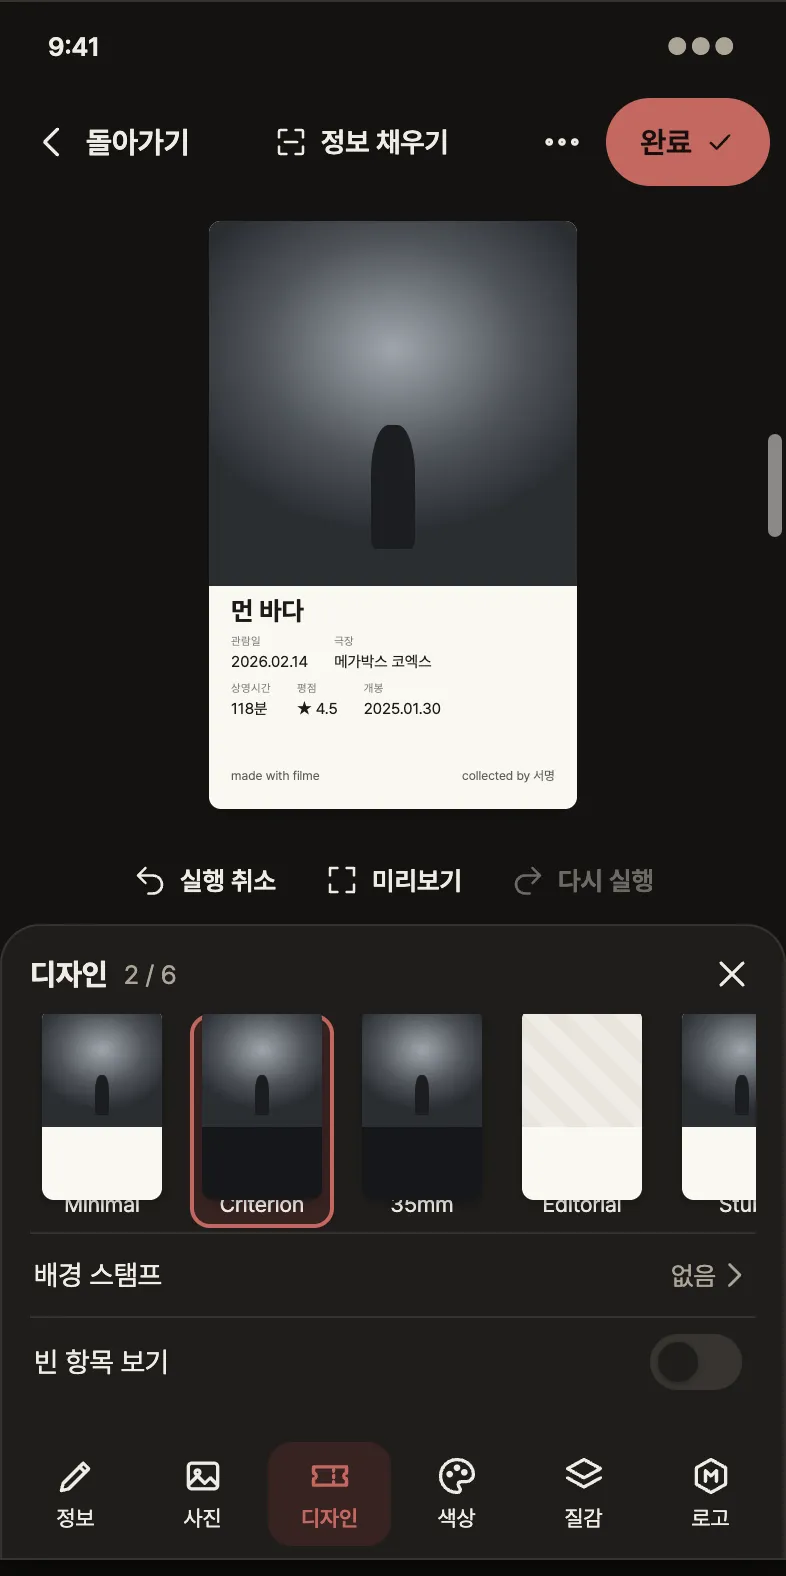 9:41
돌아가기
정보 채우기
완료
먼 바다
관람일 극장
2026.02.14 메가박스 코엑스
상영시간 평점 개봉
118분 ★ 4.5 2025.01.30
made with filme collected by 서명
실행 취소 미리보기 다시 실행
디자인 2 / 6
Minimal Criterion 35mm Editorial
배경 스탬프 없음
빈 항목 보기
정보 사진 디자인 색상 질감 로고